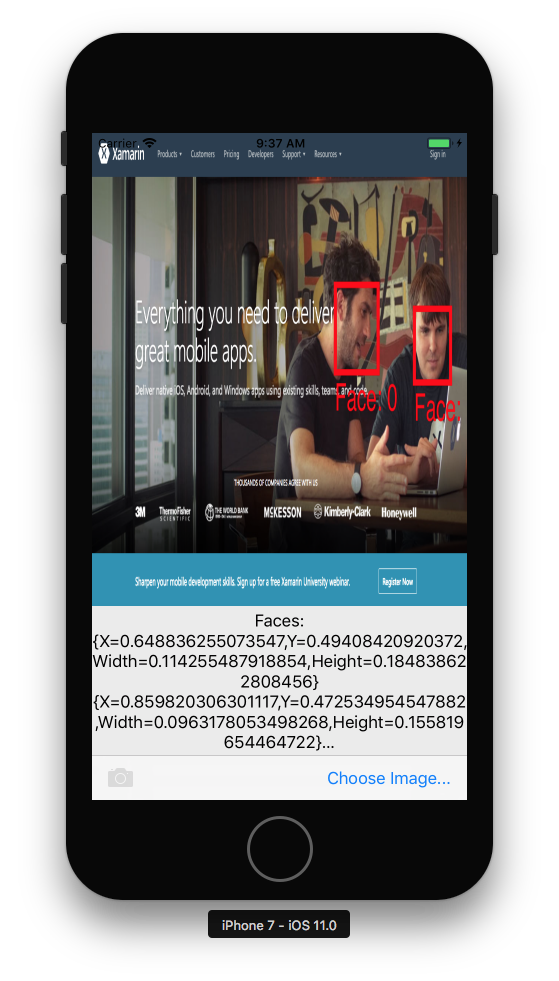 Carrier 9:37 AM
Xamarin Products Customers Pricing Developers Support Resources Sign in
Everything you need to deliver
great mobile apps.
Deliver native iOS, Android, and Windows apps using existing skills, teams, and code.
Face: 0
Face:
THOUSANDS OF COMPANIES AGREE WITH US
3M ThermoFisher SCIENTIFIC THE WORLD BANK McKESSON Kimberly-Clark Honeywell
Sharpen your mobile development skills. Sign up for a free Xamarin University webinar. Register Now
Faces:
{X=0.648836255073547,Y=0.49408420920372,
Width=0.114255487918854,Height=0.18483862
2808456}
{X=0.859820306301117,Y=0.472534954547882
,Width=0.0963178053498268,Height=0.155819
654464722}...
Choose Image...
iPhone 7 - iOS 11.0